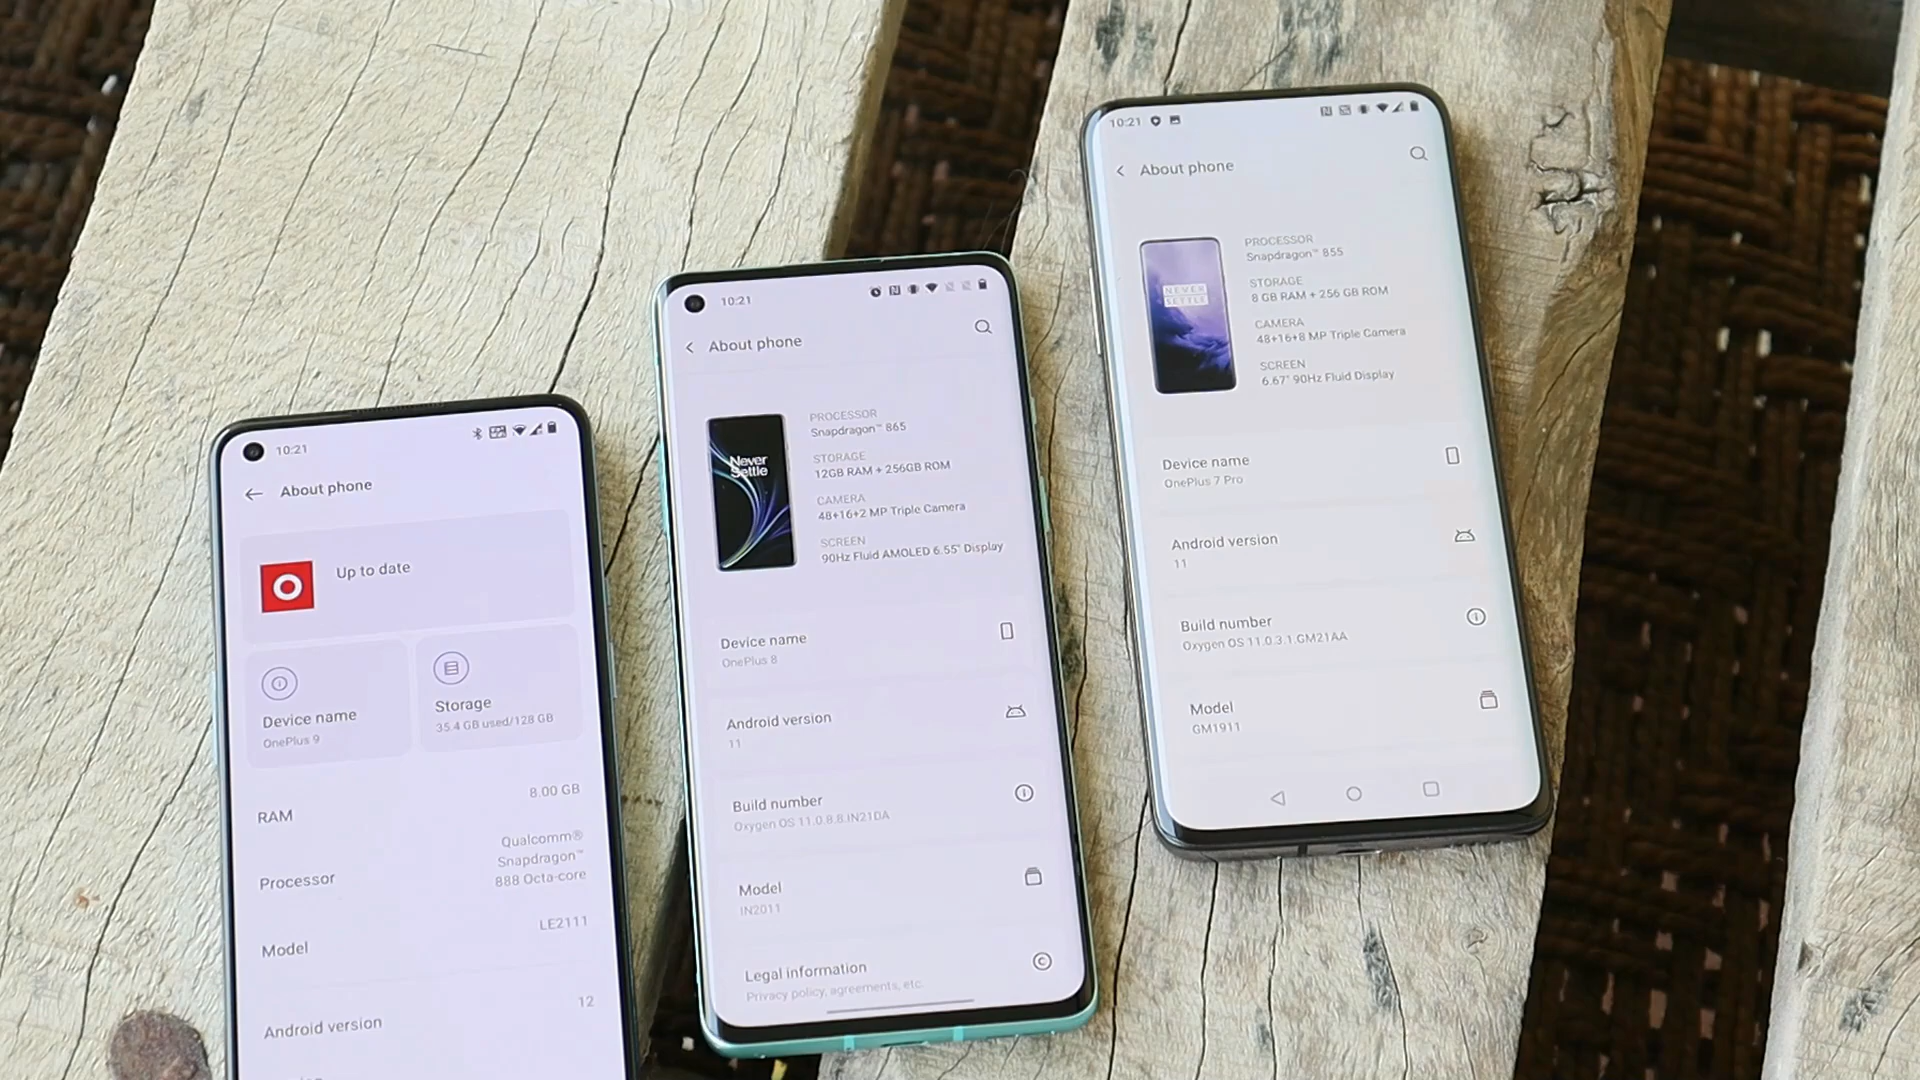 10:21
About phone
Up to date
Device name
OnePlus 9
Storage
35.4 GB used/128 GB
RAM
8.00 GB
Processor
Qualcomm®
Snapdragon™
888 Octa-core
Model
LE2111
Android version
12
10:21
About phone
Never
Settle
PROCESSOR
Snapdragon™ 865
STORAGE
12GB RAM + 256GB ROM
CAMERA
48+16+2 MP Triple Camera
SCREEN
90Hz Fluid AMOLED 6.55" Display
Device name
OnePlus 8
Android version
11
Build number
Oxygen OS 11.0.8.8.IN21DA
Model
IN2011
Legal information
Privacy policy, agreements, etc.
10:21
About phone
NEVER
SETTLE
PROCESSOR
Snapdragon™ 855
STORAGE
8 GB RAM + 256 GB ROM
CAMERA
48+16+8 MP Triple Camera
SCREEN
6.67" 90Hz Fluid Display
Device name
OnePlus 7 Pro
Android version
11
Build number
Oxygen OS 11.0.3.1.GM21AA
Model
GM1911